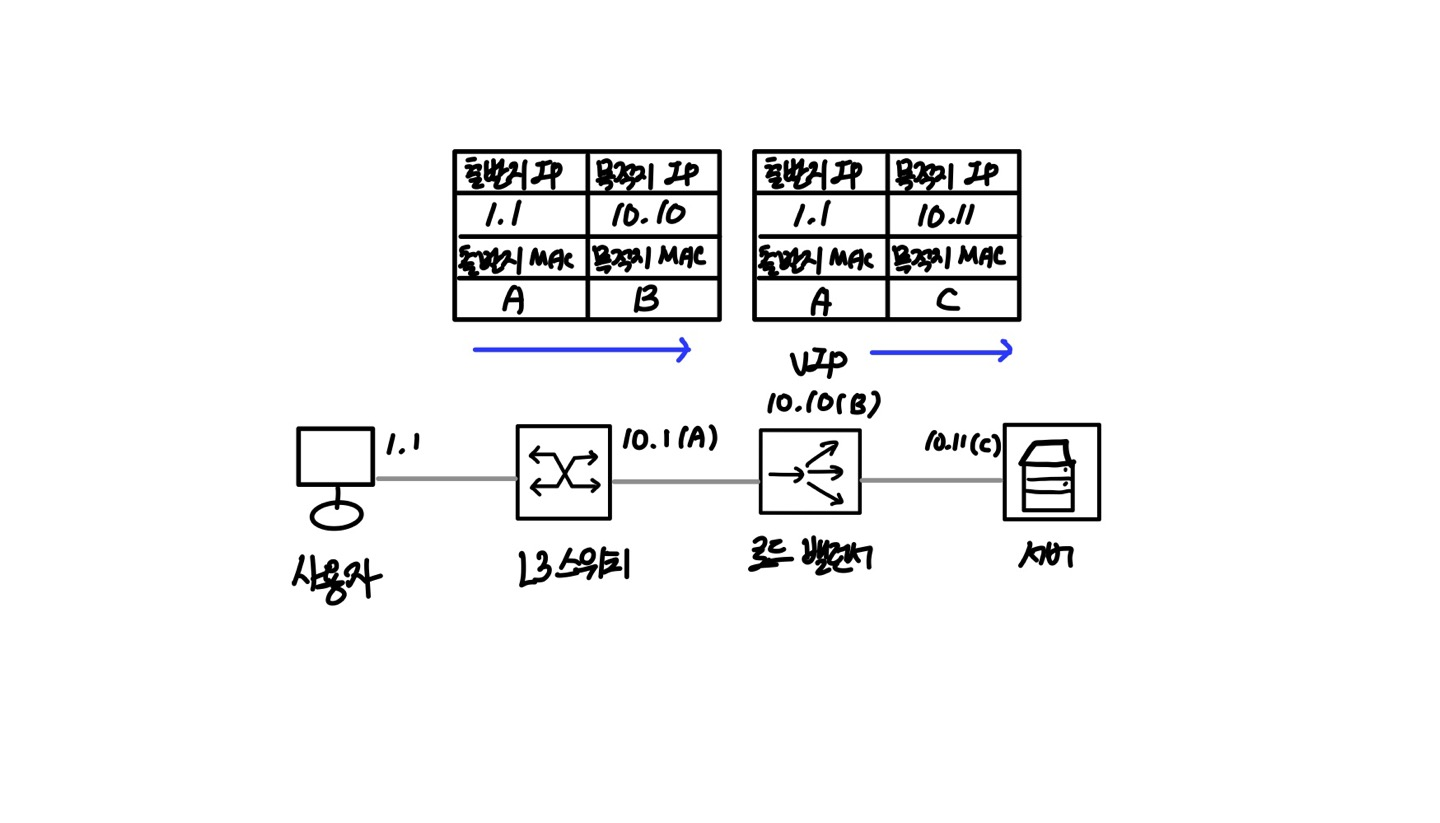 출발지 IP 목적지 IP
1.1 10.10
출발지 MAC 목적지 MAC
A B
출발지 IP 목적지 IP
1.1 10.11
출발지 MAC 목적지 MAC
A C
VIP
10.10(B)
1.1
10.1(A)
10.11(C)
사용자
L3 스위치
로드 밸런서
서버